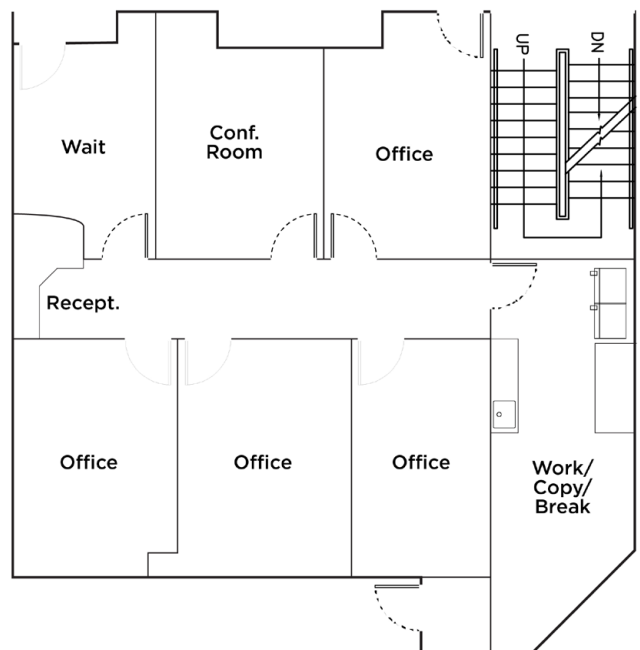 UP
DN
Wait
Conf.
Room
Office
Recept.
Office
Office
Office
Work/
Copy/
Break